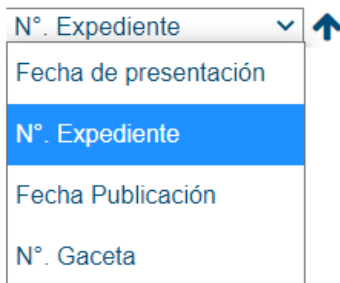 N°. Expediente
Fecha de presentación
N°. Expediente
Fecha Publicación
N°. Gaceta